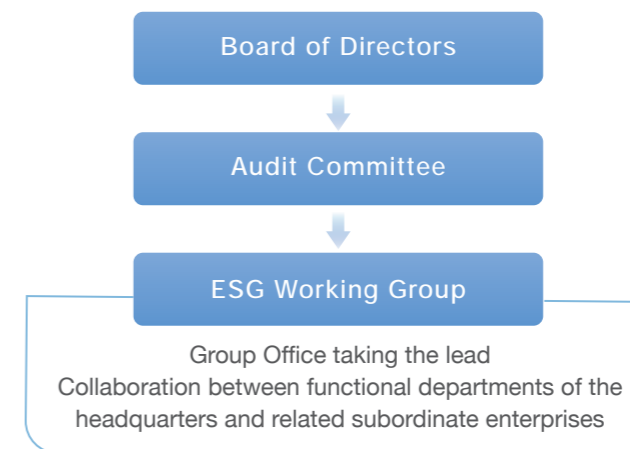 Board of Directors
Audit Committee
ESG Working Group
Group Office taking the lead
Collaboration between functional departments of the
headquarters and related subordinate enterprises